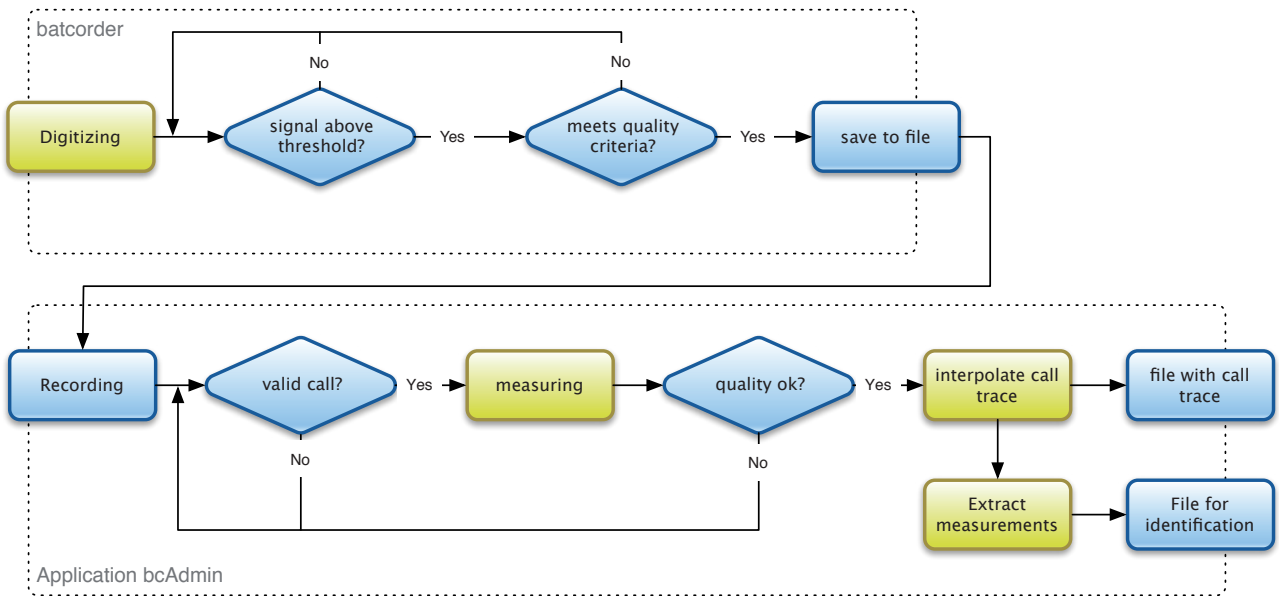 batcorder
No
No
Digitizing
signal above
threshold?
Yes
meets quality
criteria?
Yes
save to file
Recording
valid call?
Yes
measuring
quality ok?
Yes
interpolate call
trace
file with call
trace
No
No
Extract
measurements
File for
identification
Application bcAdmin